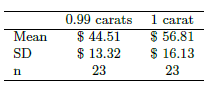 0.99 carats 1 carat
Mean $ 44.51 $ 56.81
SD $ 13.32 $ 16.13
n 23 23